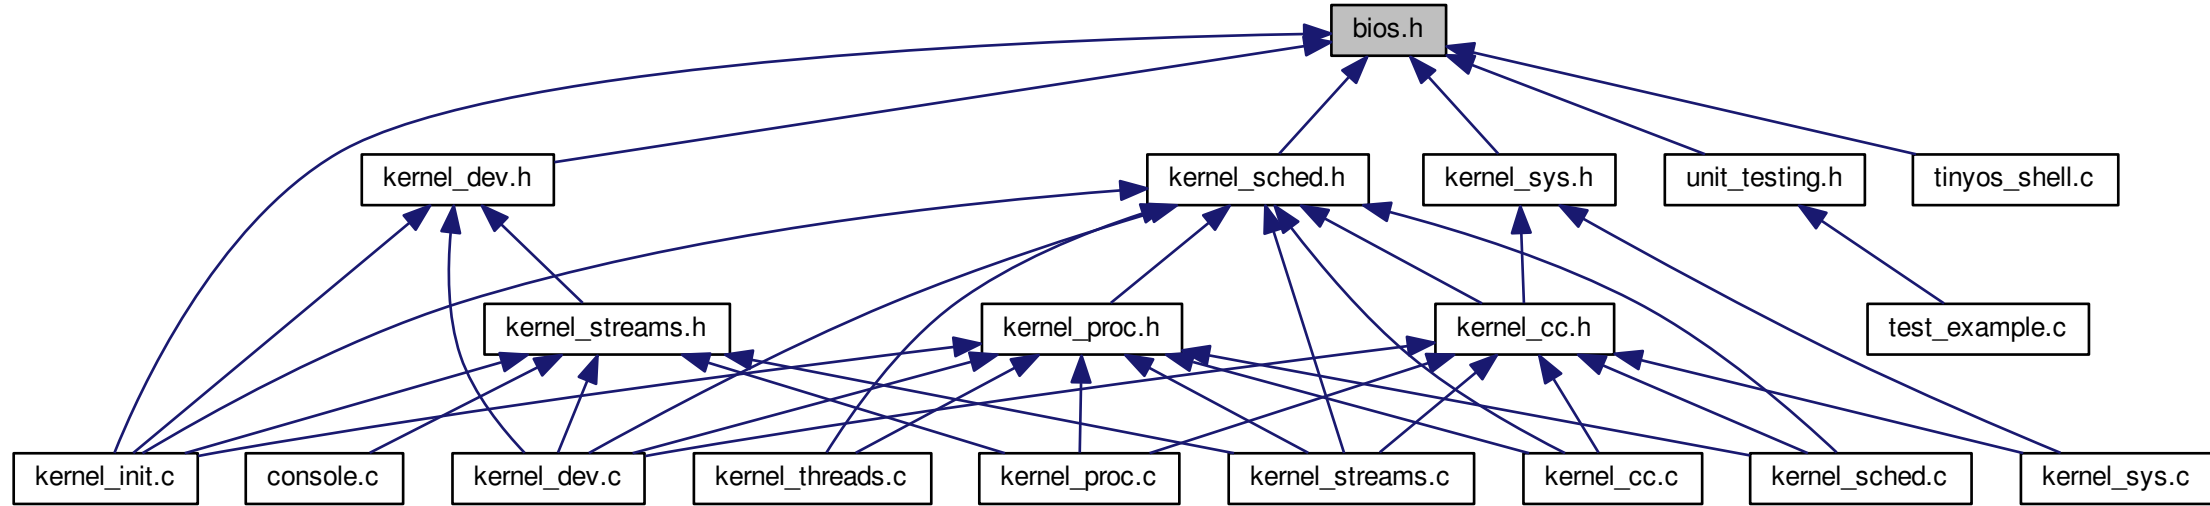 bios.h
kernel_dev.h
kernel_sched.h
kernel_sys.h
unit_testing.h
tinyos_shell.c
kernel_streams.h
kernel_proc.h
kernel_cc.h
test_example.c
kernel_init.c
console.c
kernel_dev.c
kernel_threads.c
kernel_proc.c
kernel_streams.c
kernel_cc.c
kernel_sched.c
kernel_sys.c